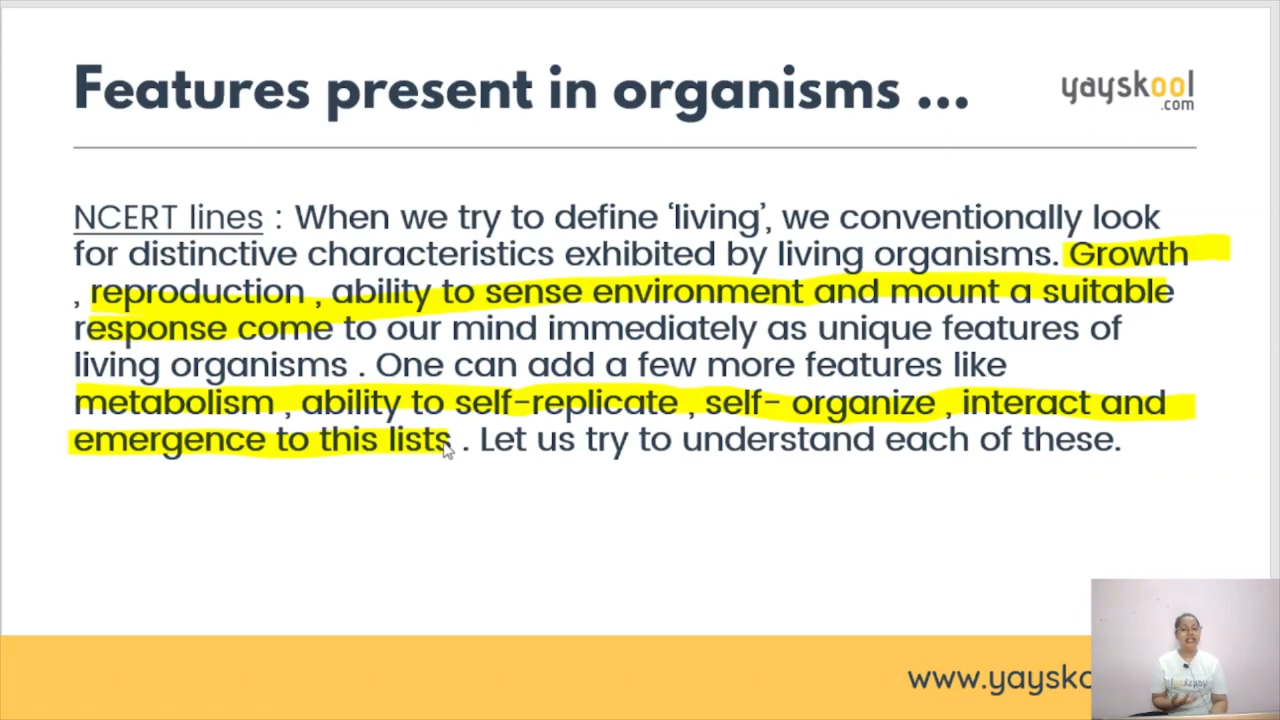 Features present in organisms ...
yayskool
.com
NCERT lines : When we try to define ‘living’, we conventionally look
for distinctive characteristics exhibited by living organisms. Growth
, reproduction , ability to sense environment and mount a suitable
response come to our mind immediately as unique features of
living organisms . One can add a few more features like
metabolism , ability to self-replicate , self- organize , interact and
emergence to this lists . Let us try to understand each of these.
www.yaysko